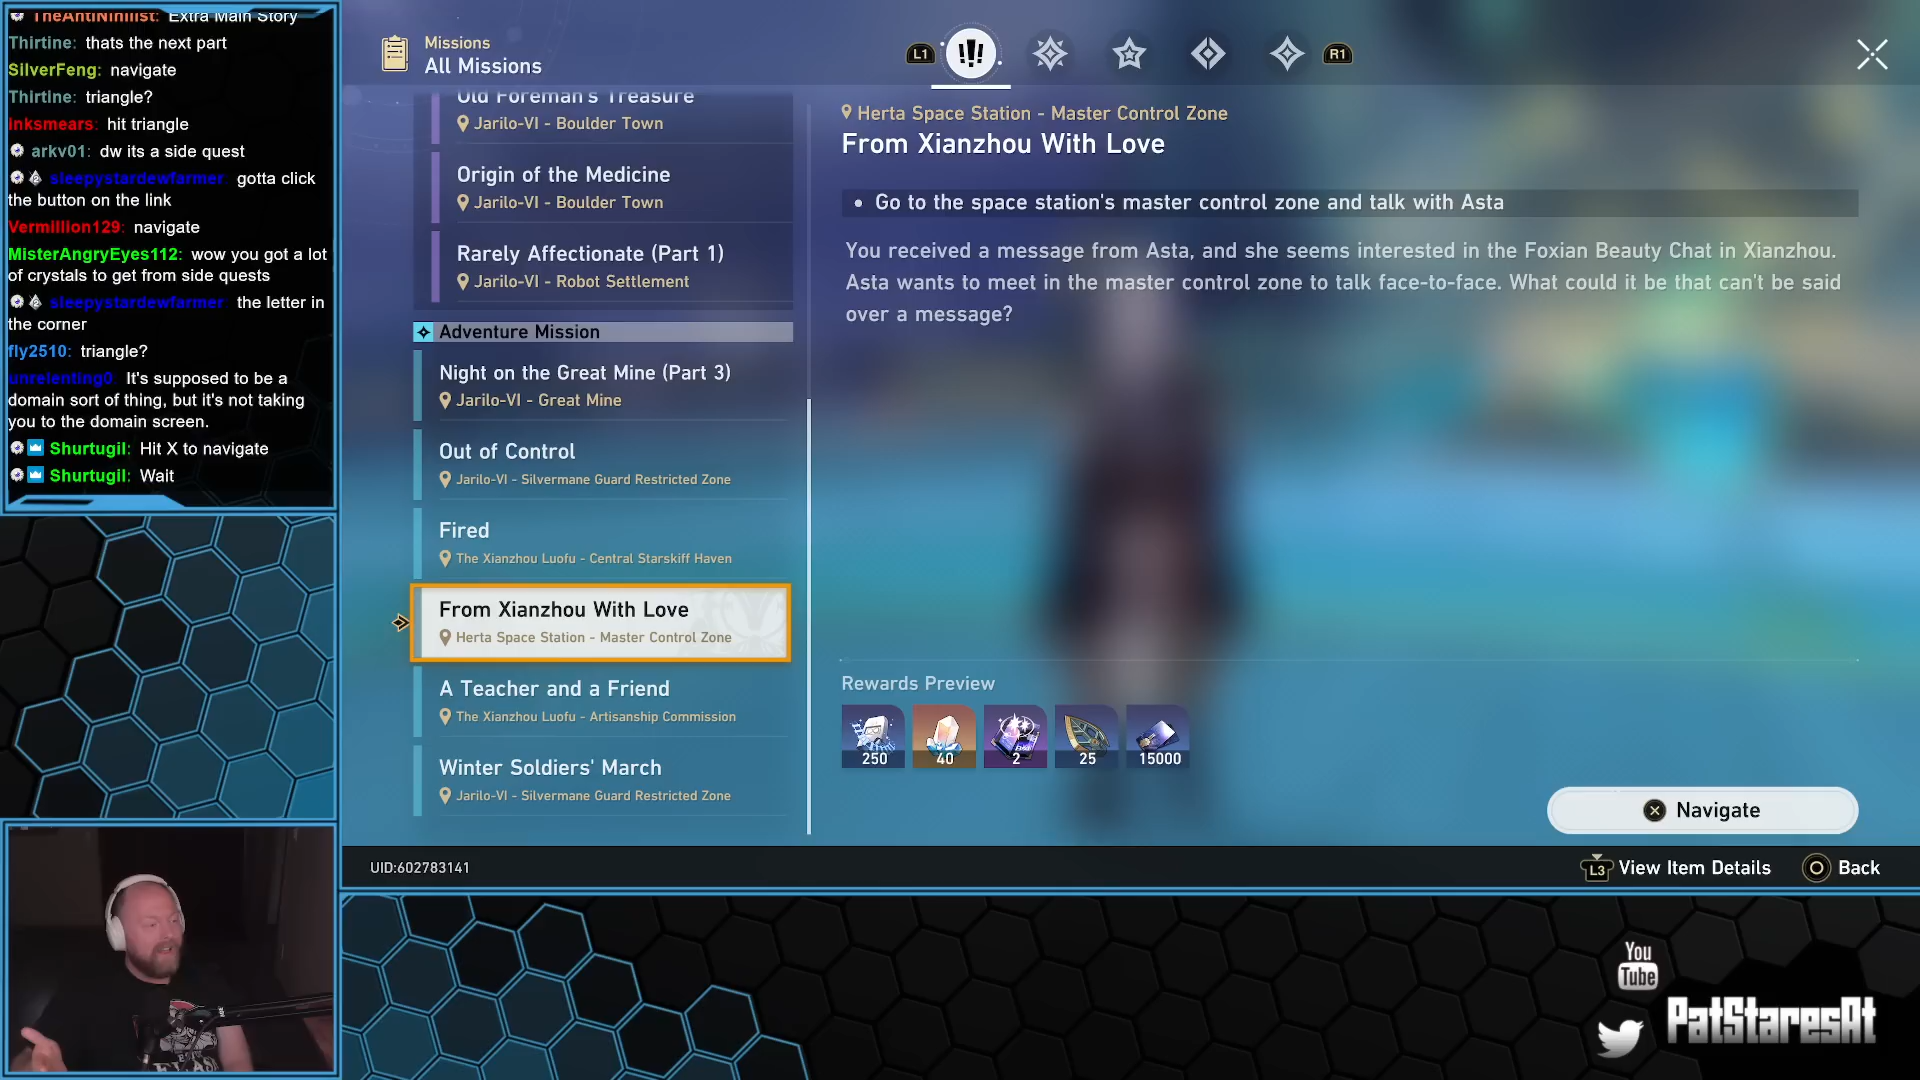 TheAntiNihilist: Extra Main Story
Thirtine: thats the next part
SilverFeng: navigate
Thirtine: triangle?
Inksmears: hit triangle
arkv01: dw its a side quest
sleepystardewfarmer: gotta click
the button on the link
Vermillion129: navigate
MisterAngryEyes112: wow you got a lot
of crystals to get from side quests
sleepystardewfarmer: the letter in
the corner
fly2510: triangle?
unrelenting0: It's supposed to be a
domain sort of thing, but it's not taking
you to the domain screen.
Shurtugil: Hit X to navigate
Shurtugil: Wait
Missions
All Missions
L1
R1
Old Foreman's Treasure
Jarilo-VI - Boulder Town
Origin of the Medicine
Jarilo-VI - Boulder Town
Rarely Affectionate (Part 1)
Jarilo-VI - Robot Settlement
Adventure Mission
Night on the Great Mine (Part 3)
Jarilo-VI - Great Mine
Out of Control
Jarilo-VI - Silvermane Guard Restricted Zone
Fired
The Xianzhou Luofu - Central Starskiff Haven
From Xianzhou With Love
Herta Space Station - Master Control Zone
A Teacher and a Friend
The Xianzhou Luofu - Artisanship Commission
Winter Soldiers' March
Jarilo-VI - Silvermane Guard Restricted Zone
Herta Space Station - Master Control Zone
From Xianzhou With Love
• Go to the space station's master control zone and talk with Asta
You received a message from Asta, and she seems interested in the Foxian Beauty Chat in Xianzhou.
Asta wants to meet in the master control zone to talk face-to-face. What could it be that can't be said
over a message?
Rewards Preview
250
40
2
25
15000
Navigate
UID:602783141
L3 View Item Details
Back
You
Tube
PatStaresAt